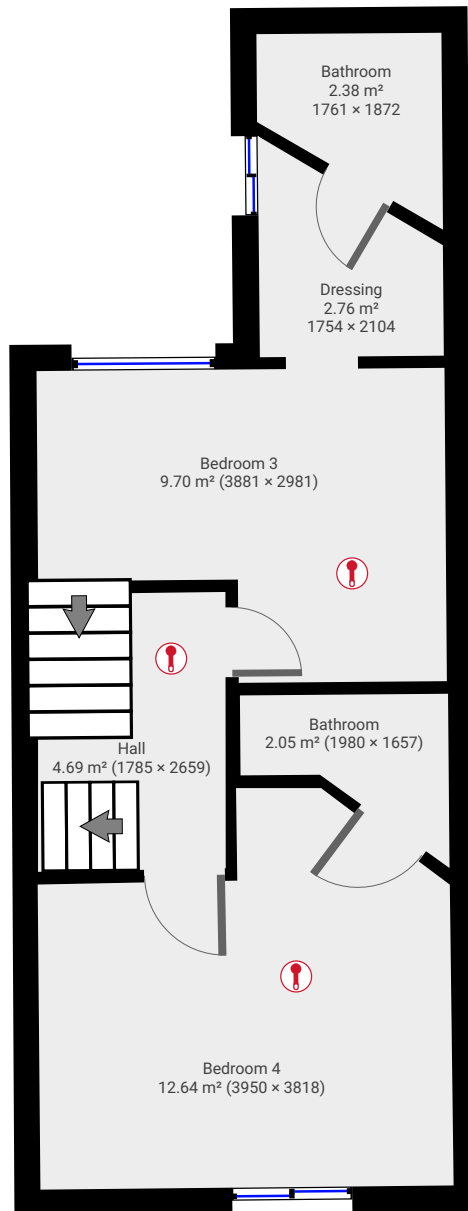 Bathroom
2.38 m²
1761 × 1872
Dressing
2.76 m²
1754 × 2104
Bedroom 3
9.70 m² (3881 × 2981)
Bathroom
2.05 m² (1980 × 1657)
Hall
4.69 m² (1785 × 2659)
Bedroom 4
12.64 m² (3950 × 3818)